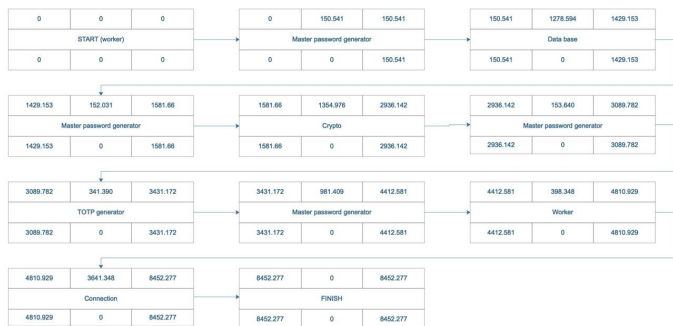 0 0 0
START (worker)
0 0 0
0 150.541 150.541
Master password generator
0 0 150.541
150.541 1278.594 1429.153
Data base
150.541 0 1429.153
1429.153 152.031 1581.66
Master password generator
1429.153 0 1581.66
1581.66 1354.976 2936.142
Crypto
1581.66 0 2936.142
2936.142 153.640 3089.782
Master password generator
2936.142 0 3089.782
3089.782 341.390 3431.172
TOTP generator
3089.782 0 3431.172
3431.172 981.409 4412.581
Master password generator
3431.172 0 4412.581
4412.581 398.348 4810.929
Worker
4412.581 0 4810.929
4810.929 3641.348 8452.277
Connection
4810.929 0 8452.277
8452.277 0 8452.277
FINISH
8452.277 0 8452.277